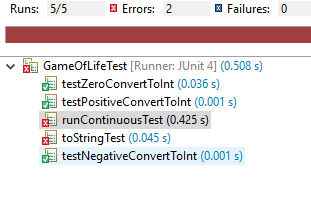 Runs: 5/5 Errors: 2 Failures: 0
GameOfLifeTest [Runner: JUnit 4] (0.508 s)
testZeroConvertToInt (0.036 s)
testPositiveConvertToInt (0.001 s)
runContinuousTest (0.425 s)
toStringTest (0.045 s)
testNegativeConvertToInt (0.001 s)